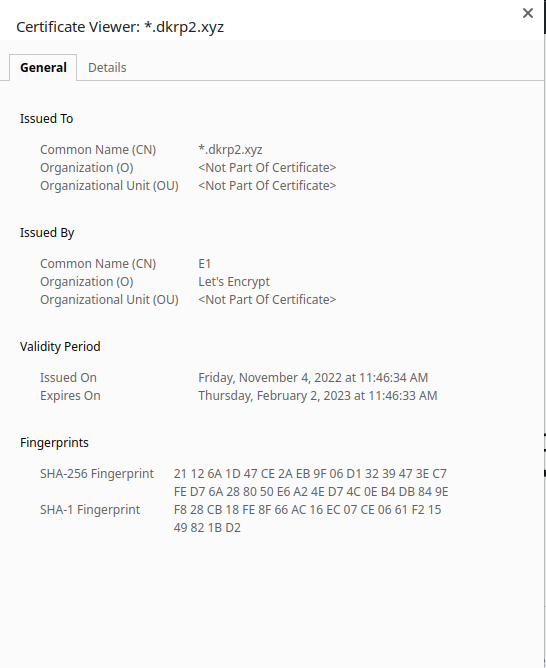 Certificate Viewer: *.dkrp2.xyz
General Details
Issued To
Common Name (CN) *.dkrp2.xyz
Organization (O) <Not Part Of Certificate>
Organizational Unit (OU) <Not Part Of Certificate>
Issued By
Common Name (CN) E1
Organization (O) Let's Encrypt
Organizational Unit (OU) <Not Part Of Certificate>
Validity Period
Issued On Friday, November 4, 2022 at 11:46:34 AM
Expires On Thursday, February 2, 2023 at 11:46:33 AM
Fingerprints
SHA-256 Fingerprint 21 12 6A 1D 47 CE 2A EB 9F 06 D1 32 39 47 3E C7
FE D7 6A 28 80 50 E6 A2 4E D7 4C 0E B4 DB 84 9E
SHA-1 Fingerprint F8 28 CB 18 FE 8F 66 AC 16 EC 07 CE 06 61 F2 15
49 82 1B D2